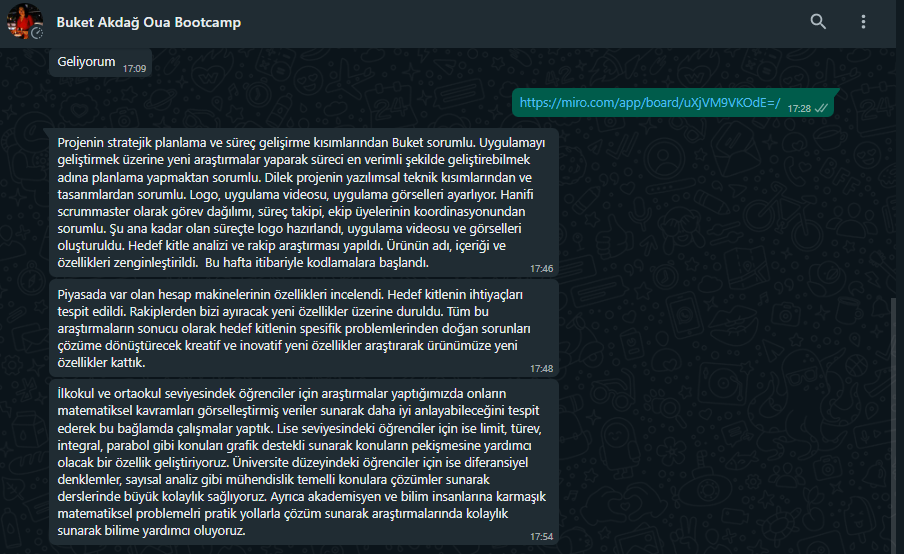 Buket Akdağ Oua Bootcamp
Geliyorum 17:09
https://miro.com/app/board/uXjVM9VKOdE=/ 17:28
Projenin stratejik planlama ve süreç gelişirme kısımlarından Buket sorumlu. Uygulamayı
geliştirmek üzerine yeni araştırmalar yaparak süreci en verimli şekilde geliştirebilmek
adına planlama yapmaktan sorumlu. Dilek projenin yazılımsal teknik kısımlarından ve
tasarımlardan sorumlu. Logo, uygulama videosu, uygulama görselleri ayarlıyor. Hanifi
scrummaster olarak görev dağılımı, süreç takipi, ekip üyelerinin koordinasyonundan
sorumlu. Şu ana kadar olan süreçte logo hazırlandı, uygulama videosu ve görselleri
oluşturuldu. Hedef kitle analizi ve rakip araştırması yapıldı. Ürünün adı, içeriği ve
özellikleri zenginleştirildi.  Bu hafta itibariyle kodlamalara başlandı.
17:46
Piyasada var olan hesap makinelerinin özellikleri incelendi. Hedef kitlenin ihtiyaçları
tespit edildi. Rakiplerden bizi ayıracak yeni özellikler üzerine duruldu. Tüm bu
araştırmaların sonucu olarak hedef kitlenin spesifik problemlerinden doğan sorunları
çözüme dönüştürecek kreatif ve inovatif yeni özellikler araştırarak ürünümüze yeni
özellikler kattık.
17:48
İlkokul ve ortaokul seviyesindek öğrenciler için araştırmalar yaptığımızda onların
matematiksel kavramları görselleştirmiş veriler sunarak daha iyi anlayabileceğini tespit
ederek bu bağlamda çalışmalar yaptık. Lise seviyesindeki öğrenciler için ise limit, türev,
integral, parabol gibi konuları grafik destekli sunarak konuların pekişmesine yardımcı
olacak bir özellik geliştiriyoruz. Üniversite düzeyindeki öğrenciler için ise diferansiyel
denklemler, sayısal analiz gibi mühendislik temelli konulara çözümler sunarak
derslerinde büyük kolaylık sağlıyoruz. Ayrıca akademisyen ve bilim insanlarına karmaşık
matematiksel problemelri pratik yollarla çözüm sunarak araştırmalarında kolaylık
sunarak bilime yardımcı oluyoruz.
17:54